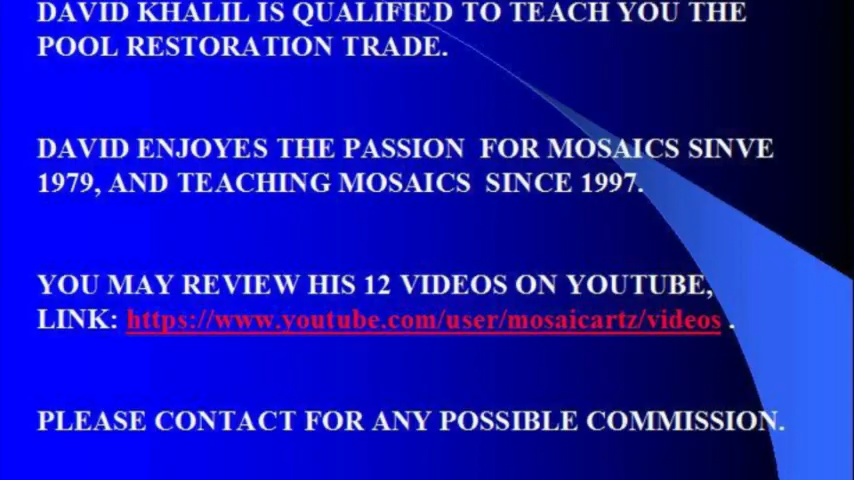 DAVID KHALIL IS QUALIFIED TO TEACH YOU THE
POOL RESTORATION TRADE.
DAVID ENJOYES THE PASSION FOR MOSAICS SINVE
1979, AND TEACHING MOSAICS SINCE 1997.
YOU MAY REVIEW HIS 12 VIDEOS ON YOUTUBE,
LINK: https://www.youtube.com/user/mosaicartz/videos .
PLEASE CONTACT FOR ANY POSSIBLE COMMISSION.